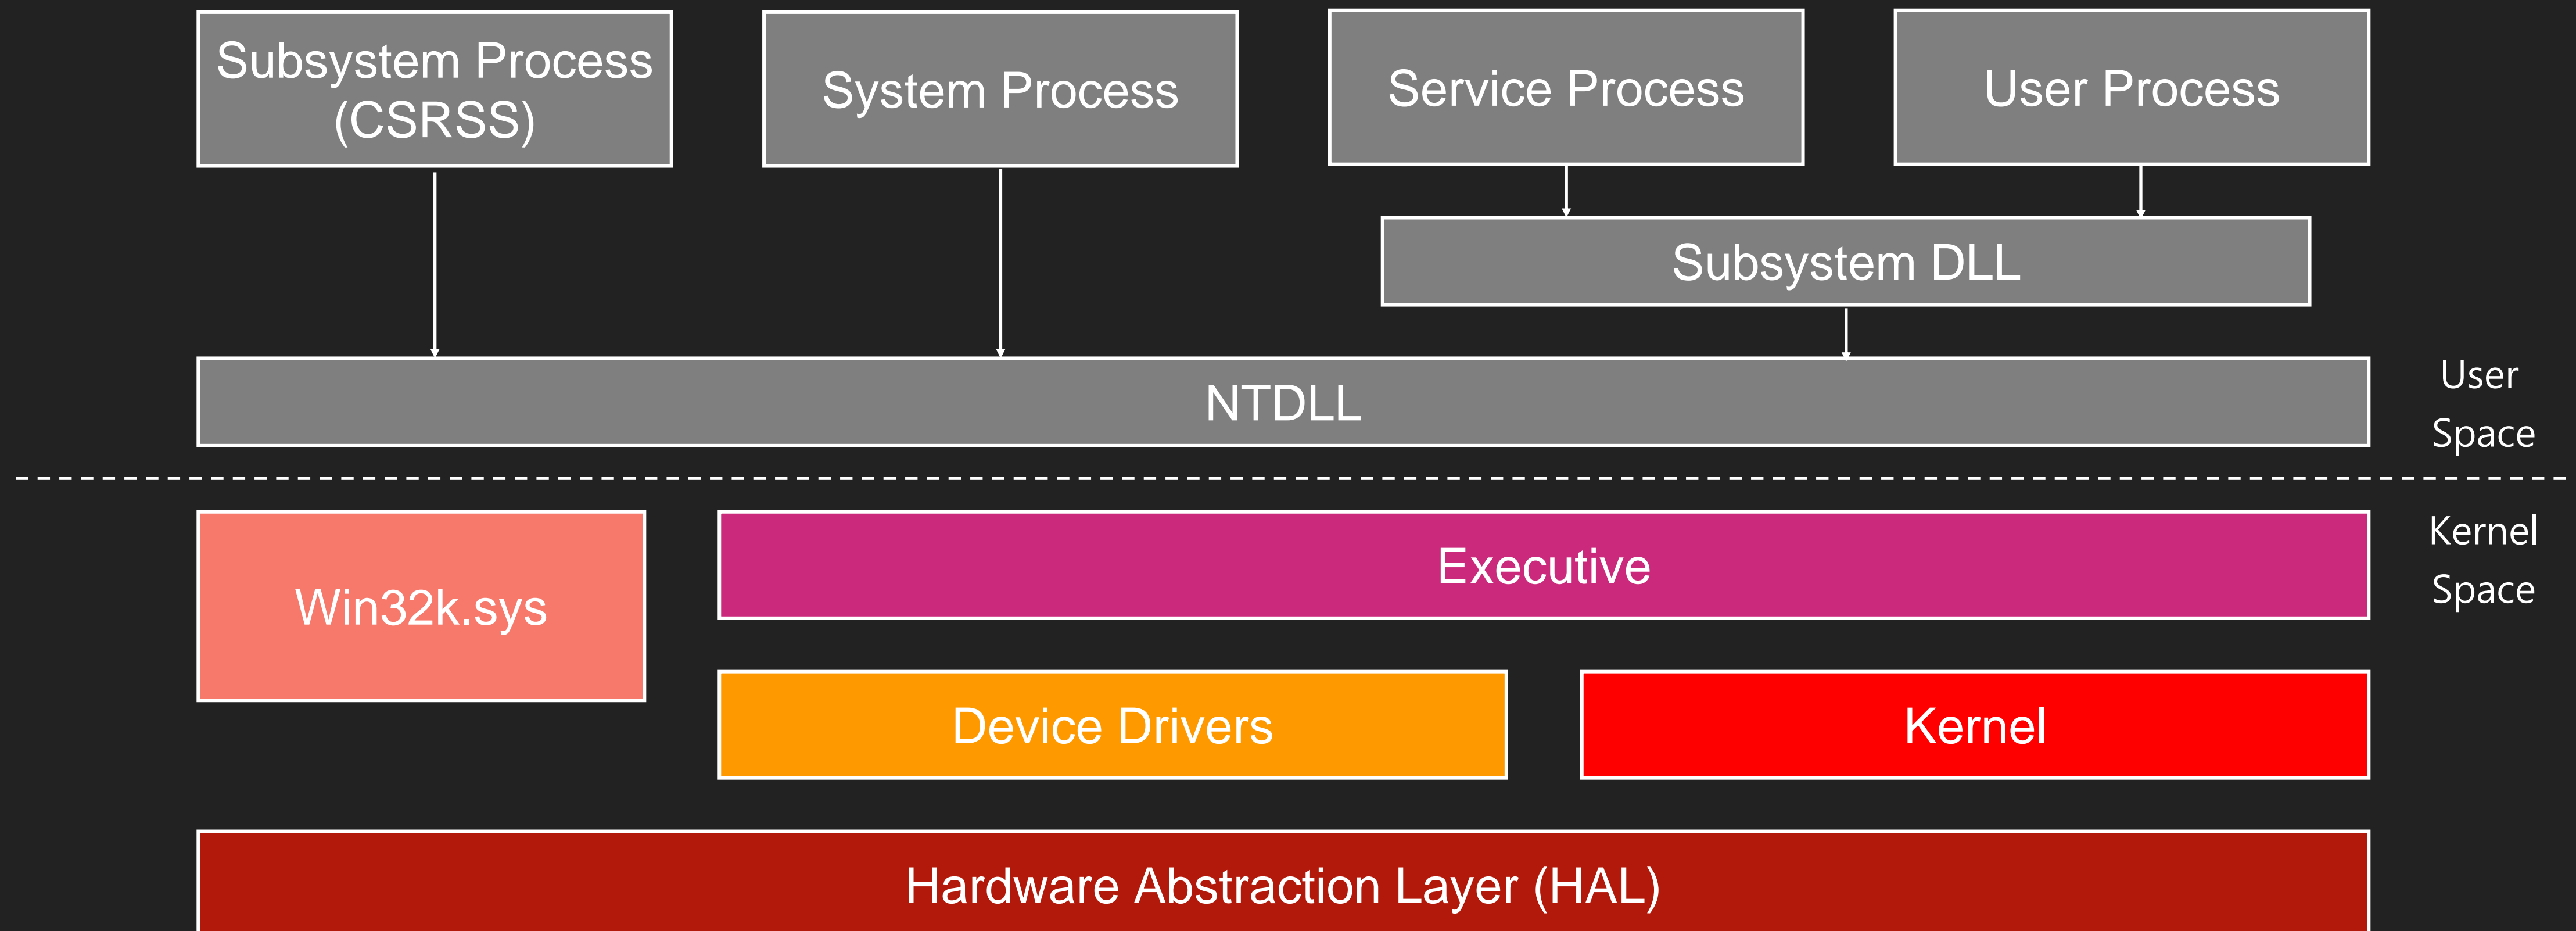 Subsystem Process
(CSRSS)
System Process
Service Process
User Process
Subsystem DLL
NTDLL
User
Space
Kernel
Space
Win32k.sys
Executive
Device Drivers
Kernel
Hardware Abstraction Layer (HAL)